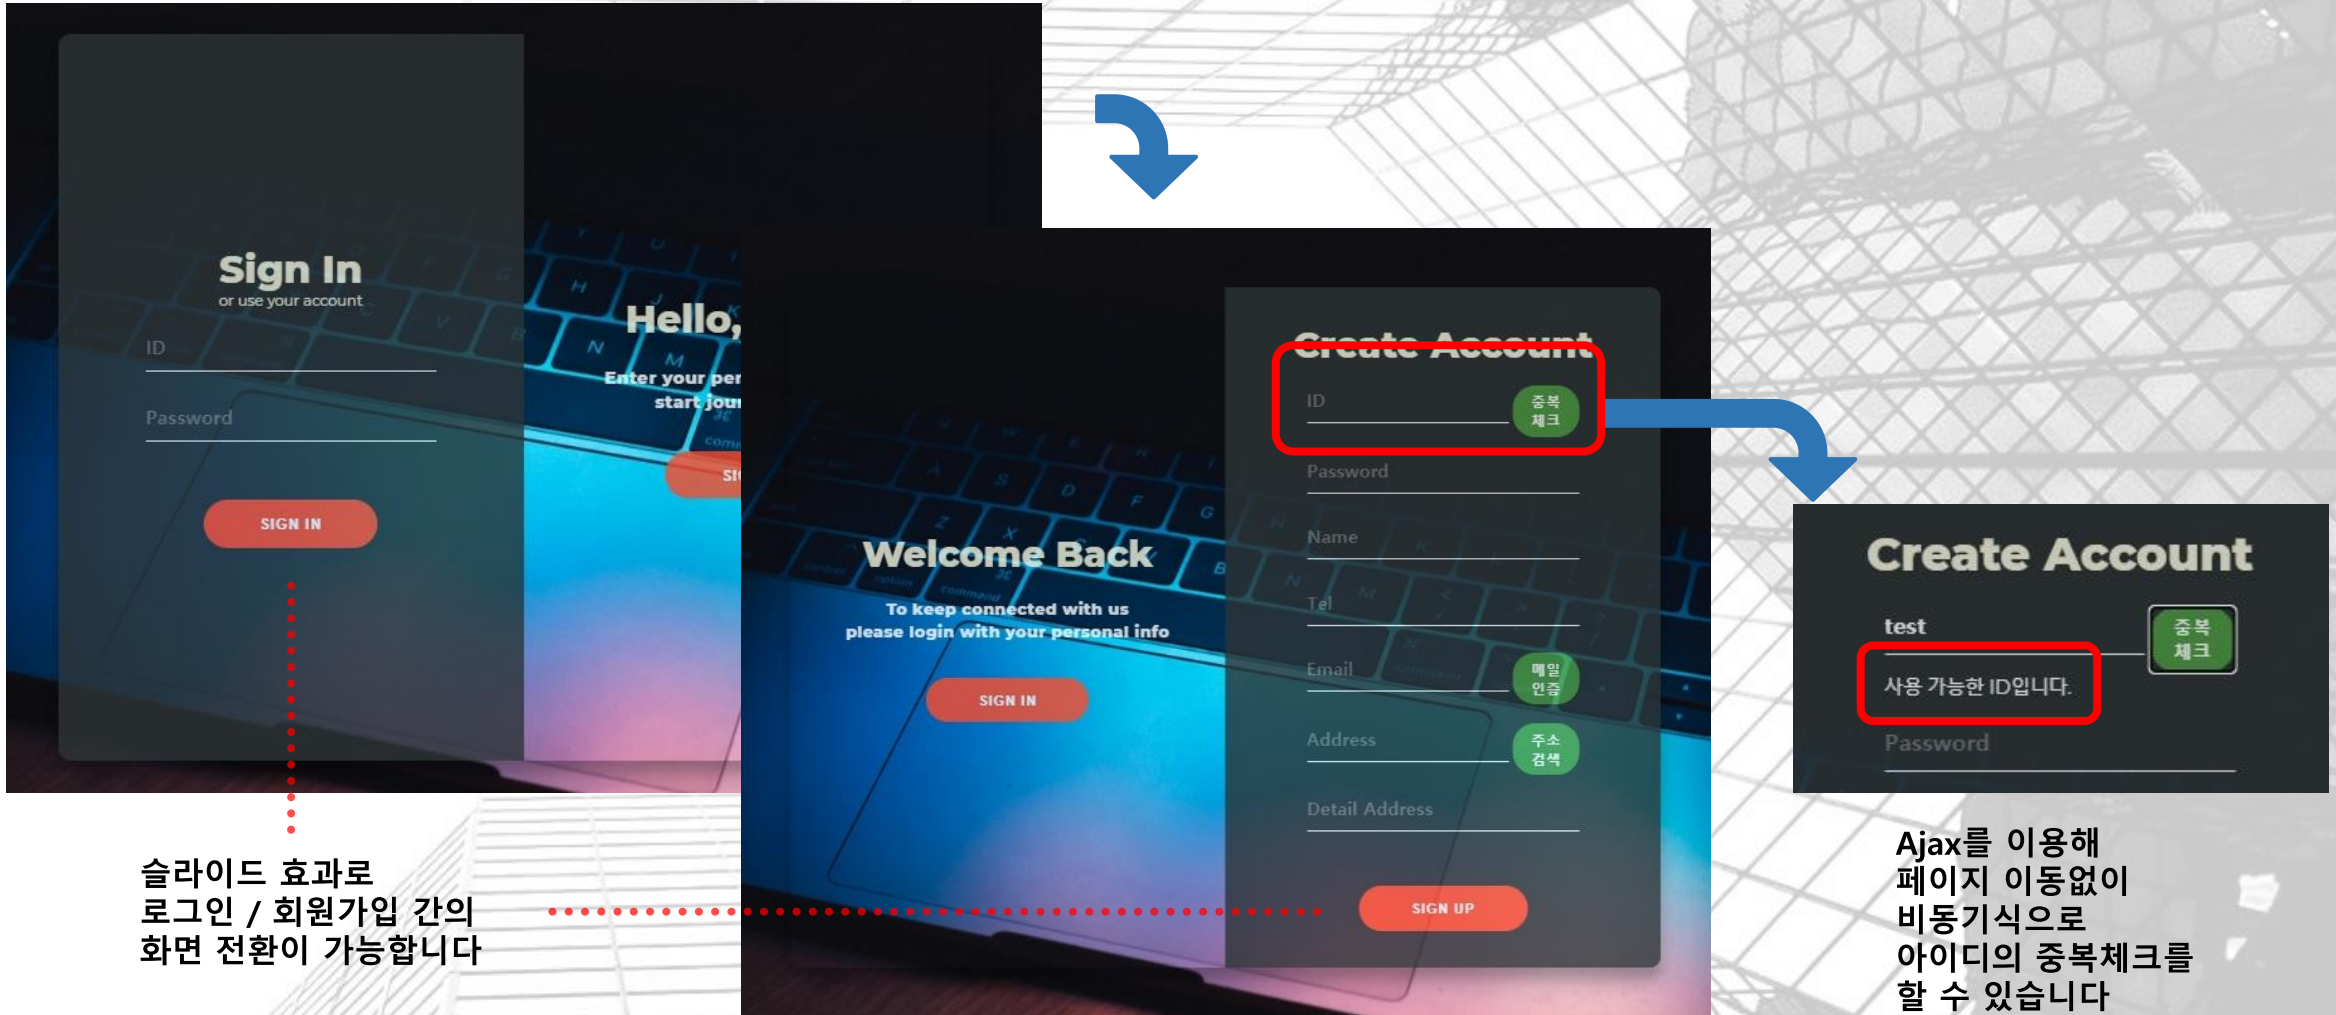 Sign In
or use your account
ID
Password
SIGN IN
Hello,
Enter your per
start jour
Welcome Back
To keep connected with us
please login with your personal info
SIGN IN
Create Account
ID
중복
체크
Password
Name
Tel
Email
메일
인증
Address
주소
검색
Detail Address
SIGN UP
Create Account
test
중복
체크
사용 가능한 ID입니다.
Password
슬라이드 효과로
로그인 / 회원가입 간의
화면 전환이 가능합니다
Ajax를 이용해
페이지 이동없이
비동기식으로
아이디의 중복체크를
할 수 있습니다